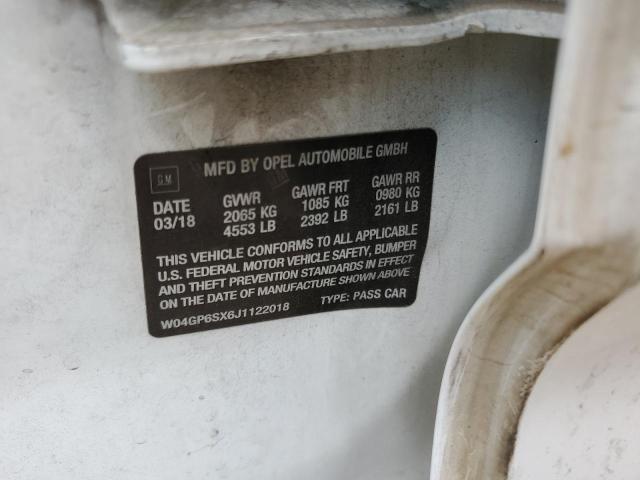 GM
MFD BY OPEL AUTOMOBILE GMBH
DATE GVWR GAWR FRT GAWR RR
03/18 2065 KG 1085 KG 0980 KG
4553 LB 2392 LB 2161 LB
THIS VEHICLE CONFORMS TO ALL APPLICABLE
U.S. FEDERAL MOTOR VEHICLE SAFETY, BUMPER
AND THEFT PREVENTION STANDARDS IN EFFECT
ON THE DATE OF MANUFACTURE SHOWN ABOVE
W04GP6SX6J1122018 TYPE: PASS CAR